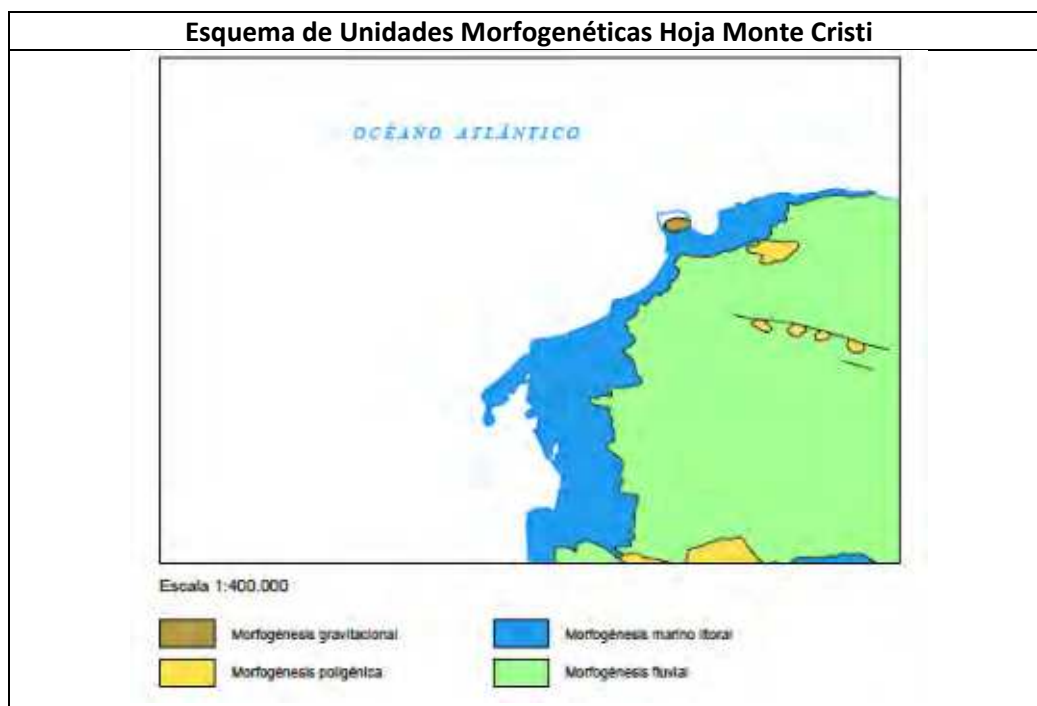 Esquema de Unidades Morfogenéticas Hoja Monte Cristi
OCÉANO ATLÁNTICO
Escala 1:400.000
Morfogénesis gravitacional
Morfogénesis marino litoral
Morfogénesis poligénica
Morfogénesis fluvial